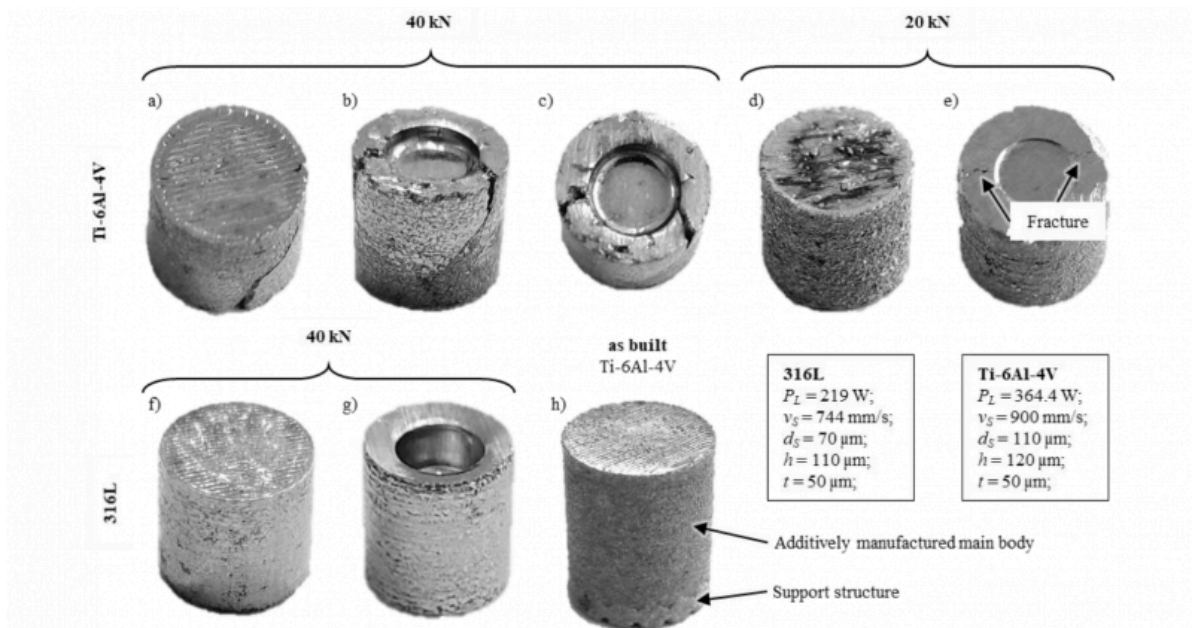 40 kN
20 kN
a)
b)
c)
d)
e)
Ti-6Al-4V
Fracture
40 kN
as built
Ti-6Al-4V
316L
P_L = 219 W;
v_S = 744 mm/s;
d_S = 70 µm;
h = 110 µm;
t = 50 µm;
Ti-6Al-4V
P_L = 364.4 W;
v_S = 900 mm/s;
d_S = 110 µm;
h = 120 µm;
t = 50 µm;
f)
g)
h)
316L
Additively manufactured main body
Support structure